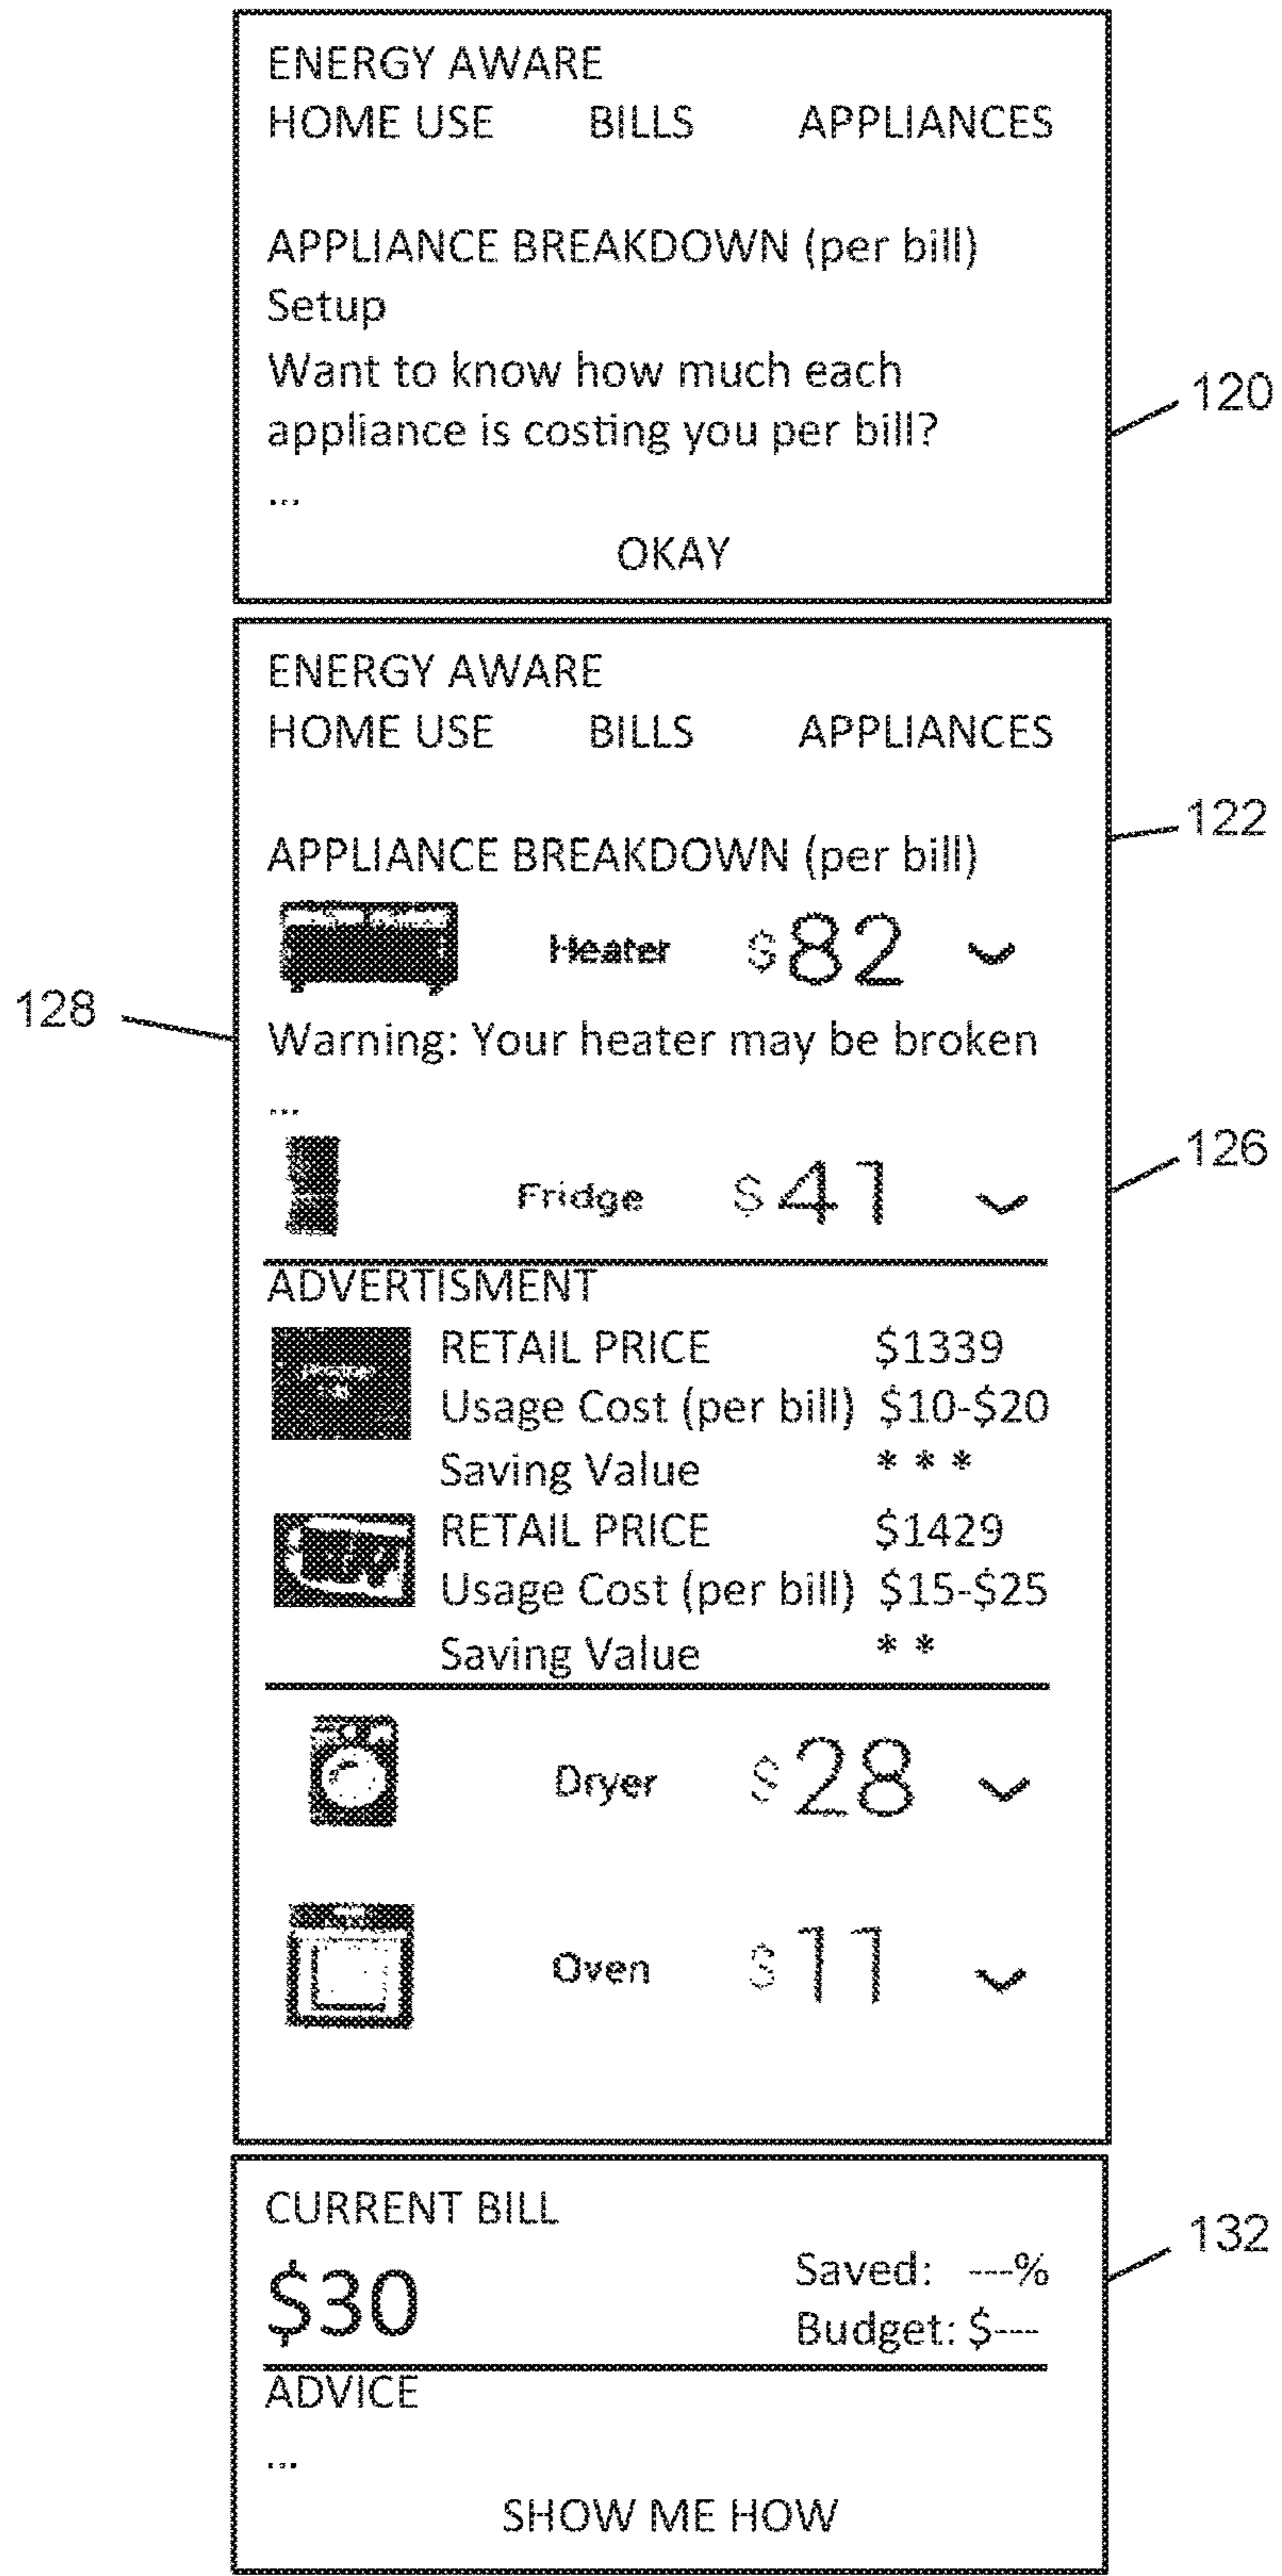 ENERGY AWARE
HOME USE BILLS APPLIANCES
APPLIANCE BREAKDOWN (per bill)
Setup
Want to know how much each
appliance is costing you per bill?
...
OKAY
120
ENERGY AWARE
HOME USE BILLS APPLIANCES
122
APPLIANCE BREAKDOWN (per bill)
Heater $82
128
Warning: Your heater may be broken
...
126
Fridge $41
ADVERTISMENT
RETAIL PRICE $1339
Usage Cost (per bill) $10-$20
Saving Value * * *
RETAIL PRICE $1429
Usage Cost (per bill) $15-$25
Saving Value * *
Dryer $28
Oven $11
CURRENT BILL
132
$30 Saved: ---%
Budget: $---
ADVICE
...
SHOW ME HOW